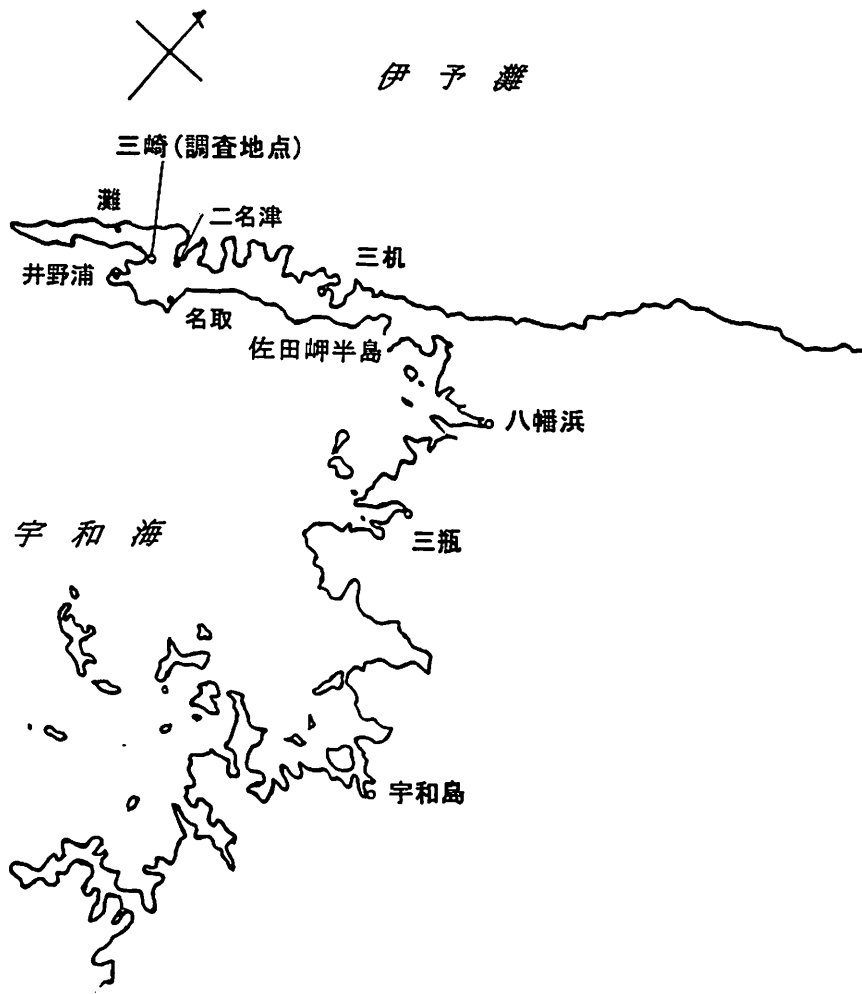 伊予灘
三崎(調査地点)
灘
二名津
三机
井野浦
名取
佐田岬半島
八幡浜
宇和海
三瓶
宇和島